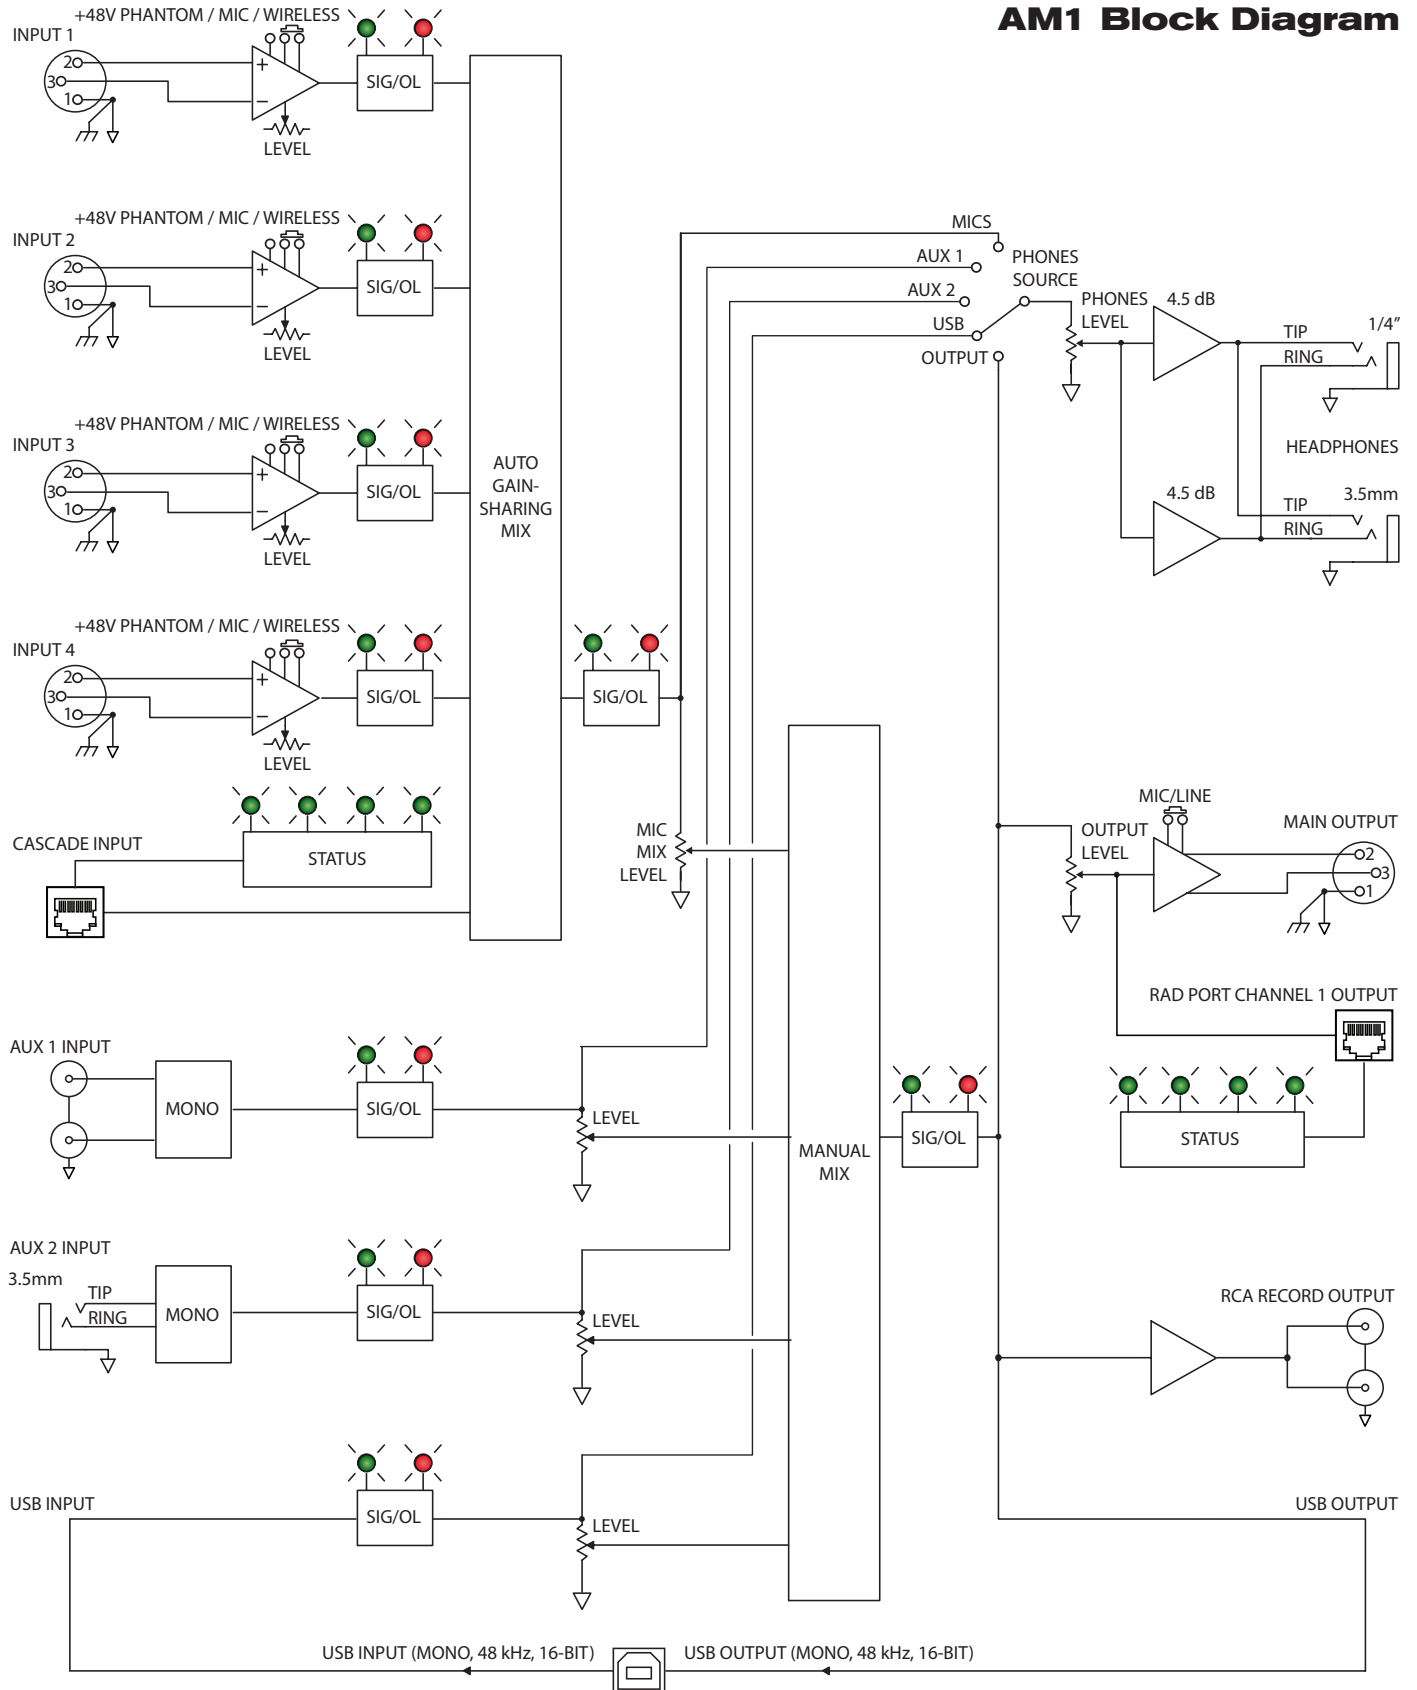 AM1 Block Diagram
+48V PHANTOM / MIC / WIRELESS
INPUT 1
2
3
1
+
−
SIG/OL
LEVEL
+48V PHANTOM / MIC / WIRELESS
INPUT 2
2
3
1
+
−
SIG/OL
LEVEL
+48V PHANTOM / MIC / WIRELESS
INPUT 3
2
3
1
+
−
SIG/OL
LEVEL
+48V PHANTOM / MIC / WIRELESS
INPUT 4
2
3
1
+
−
SIG/OL
LEVEL
AUTO
GAIN-
SHARING
MIX
SIG/OL
CASCADE INPUT
STATUS
MIC
MIX
LEVEL
MICS
AUX 1
AUX 2
USB
OUTPUT
PHONES
SOURCE
PHONES
LEVEL
4.5 dB
TIP
RING
1/4”
HEADPHONES
4.5 dB
TIP
RING
3.5mm
MIC/LINE
OUTPUT
LEVEL
MAIN OUTPUT
2
3
1
RAD PORT CHANNEL 1 OUTPUT
STATUS
AUX 1 INPUT
MONO
SIG/OL
LEVEL
MANUAL
MIX
SIG/OL
AUX 2 INPUT
3.5mm
TIP
RING
MONO
SIG/OL
LEVEL
RCA RECORD OUTPUT
USB INPUT
SIG/OL
LEVEL
USB OUTPUT
USB INPUT (MONO, 48 kHz, 16-BIT)
USB OUTPUT (MONO, 48 kHz, 16-BIT)